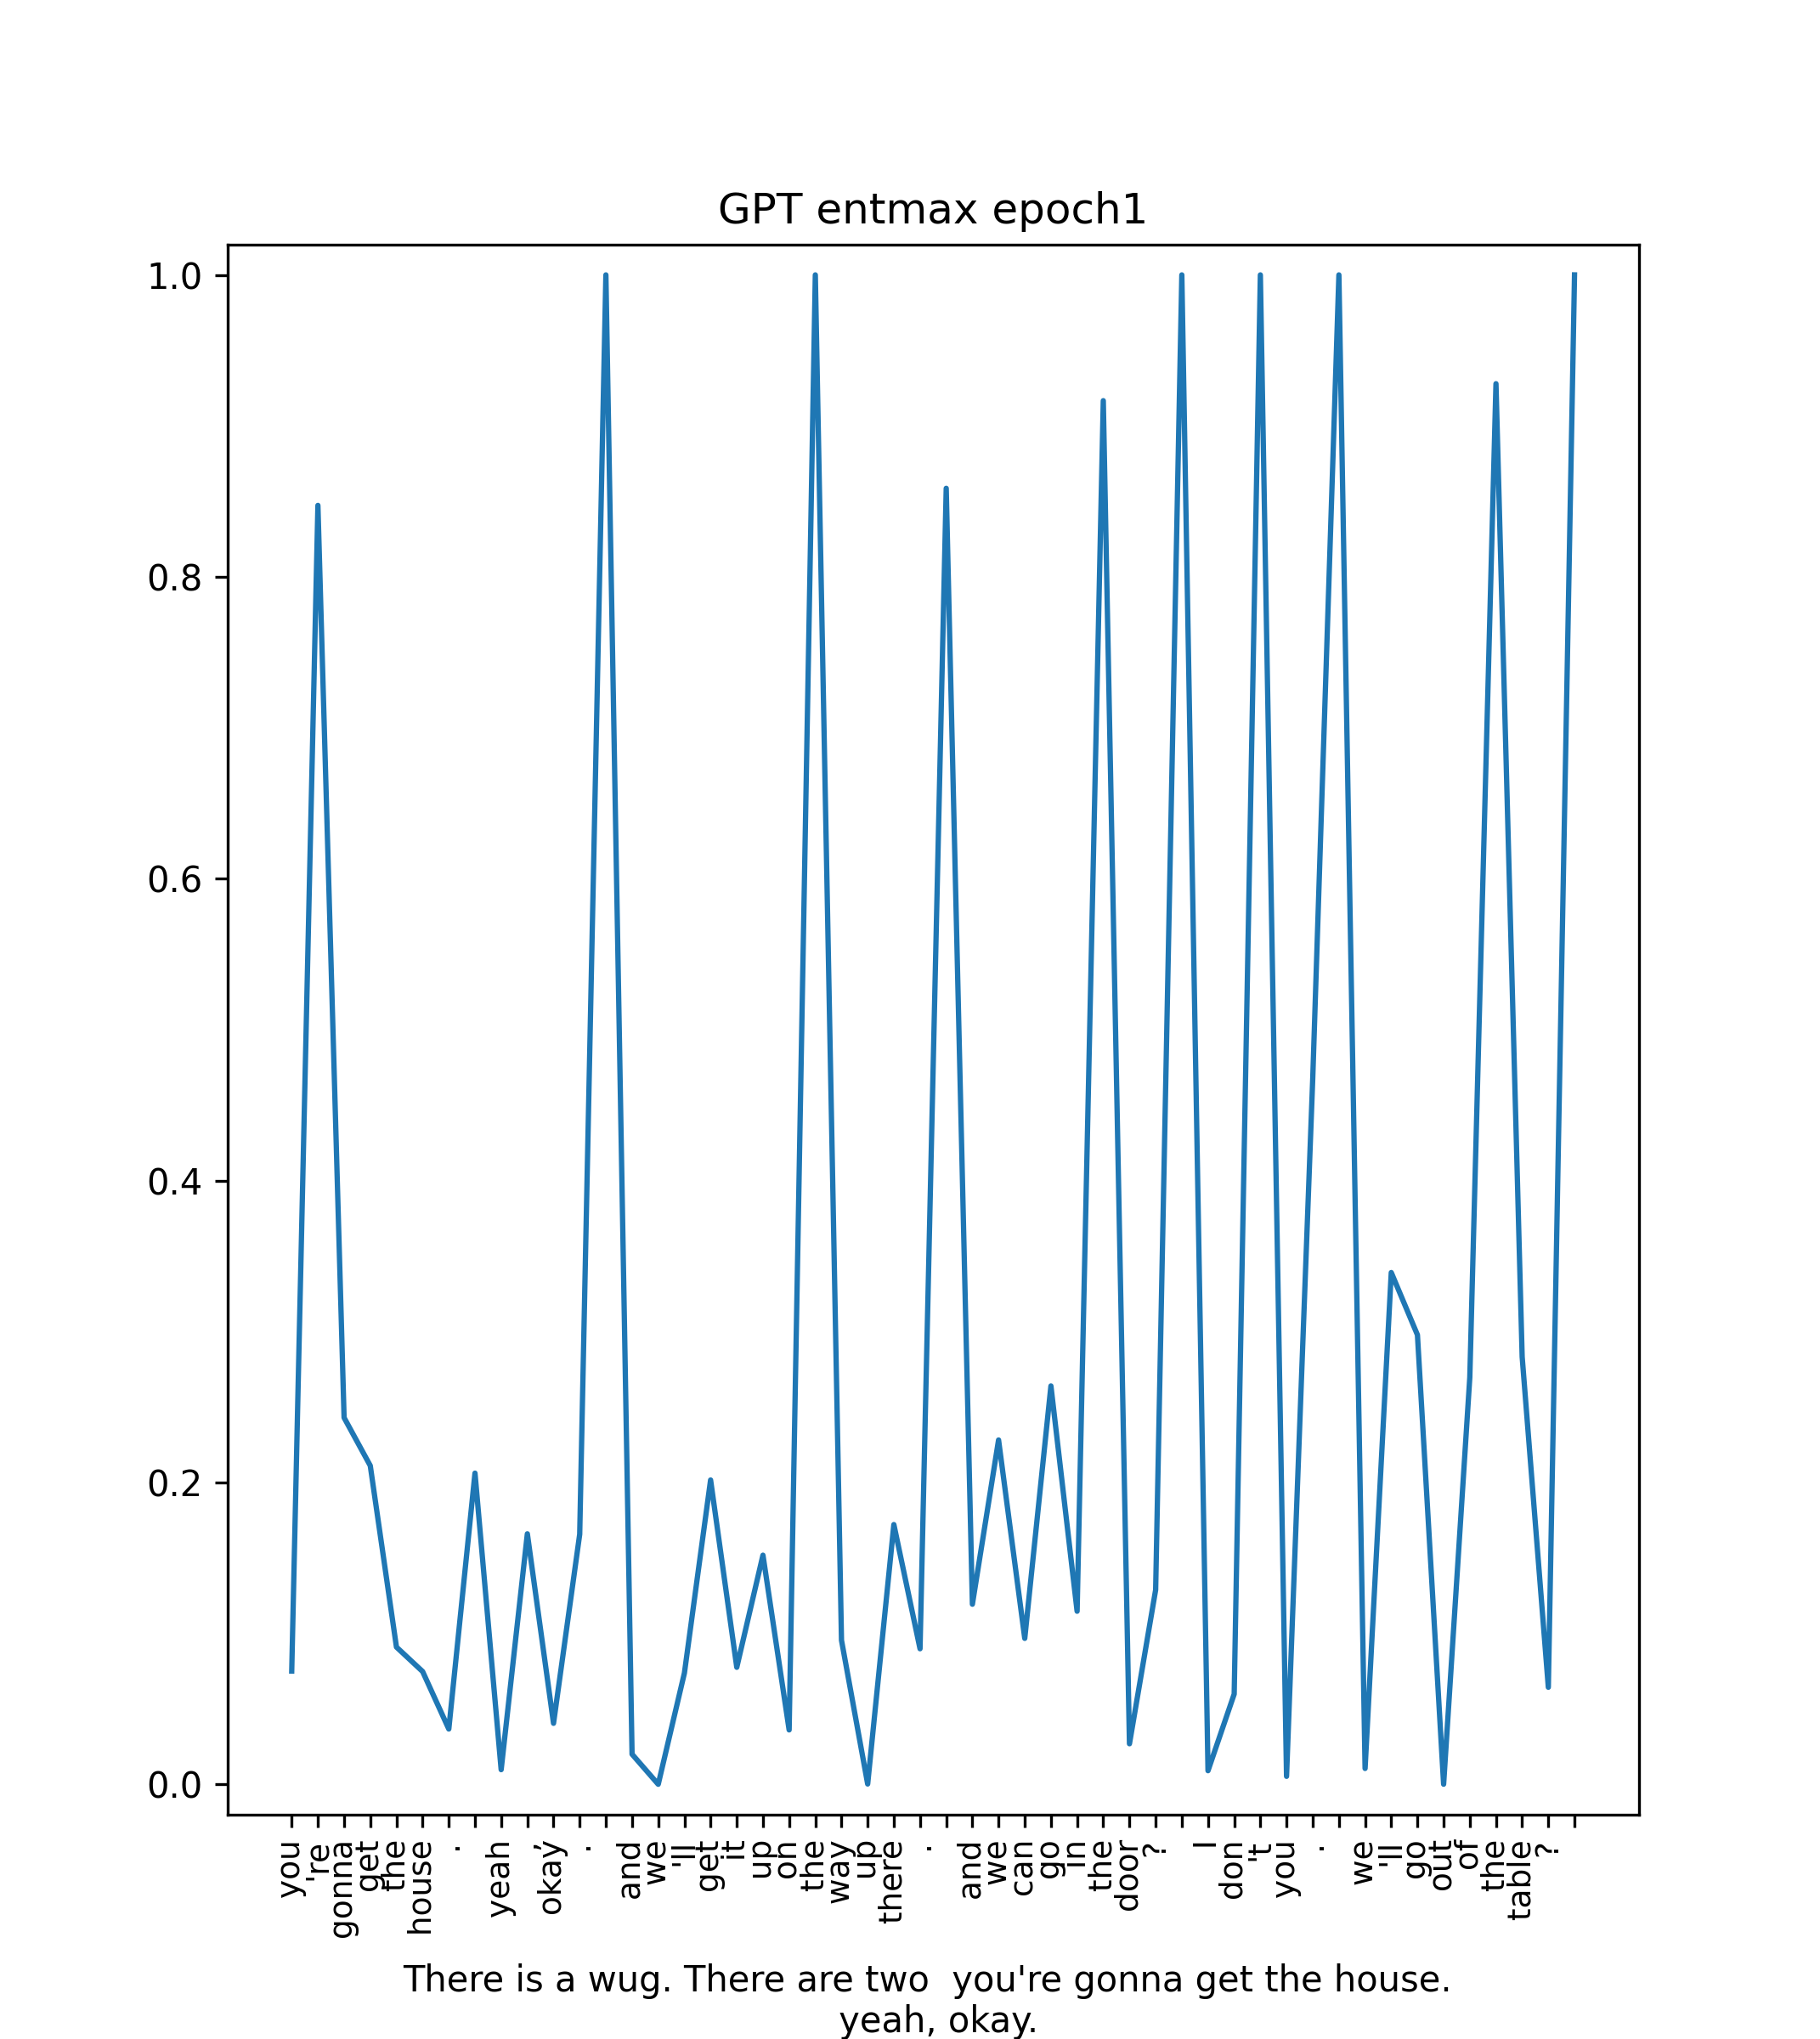 GPT entmax epoch1
1.0
0.8
0.6
0.4
0.2
0.0
you
're
gonna
get
the
house
.
yeah
,
okay
.
and
we
'll
get
it
up
on
the
way
up
there
.
and
we
can
go
in
the
door
?
I
don
't
you
.
we
'll
go
out
of
the
table
?
There is a wug. There are two  you're gonna get the house.
yeah, okay.